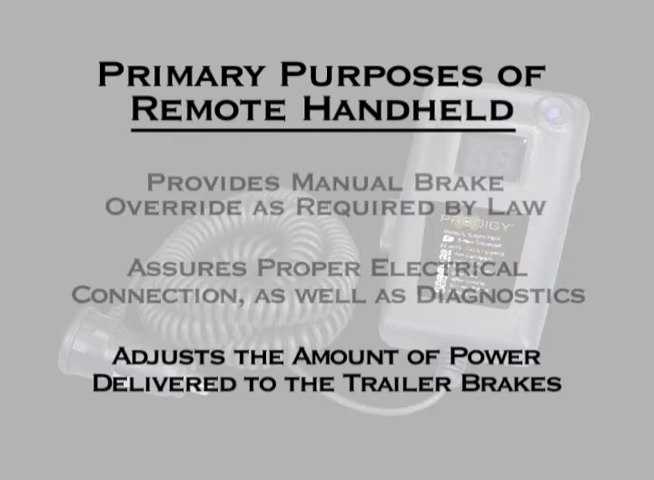 PRIMARY PURPOSES OF
REMOTE HANDHELD
PROVIDES MANUAL BRAKE
OVERRIDE AS REQUIRED BY LAW
PRODIGY
ASSURES PROPER ELECTRICAL
CONNECTION, AS WELL AS DIAGNOSTICS
ADJUSTS THE AMOUNT OF POWER
DELIVERED TO THE TRAILER BRAKES